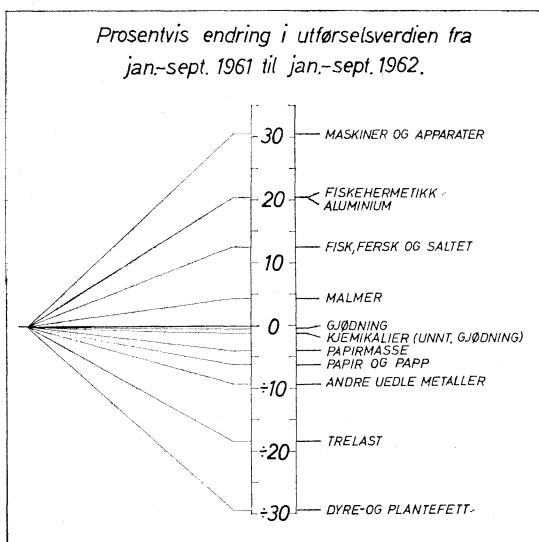 Prosentvis endring i utførselsverdien fra
jan.-sept. 1961 til jan.-sept. 1962.
30 MASKINER OG APPARATER
20 FISKEHERMETIKK
ALUMINIUM
FISK, FERSK OG SALTET
10
MALMER
0 GJØDNING
KJEMIKALIER (UNNT. GJØDNING)
PAPIRMASSE
PAPIR OG PAPP
÷10 ANDRE UEDLE METALLER
TRELAST
÷20
÷30 DYRE-OG PLANTEFETT